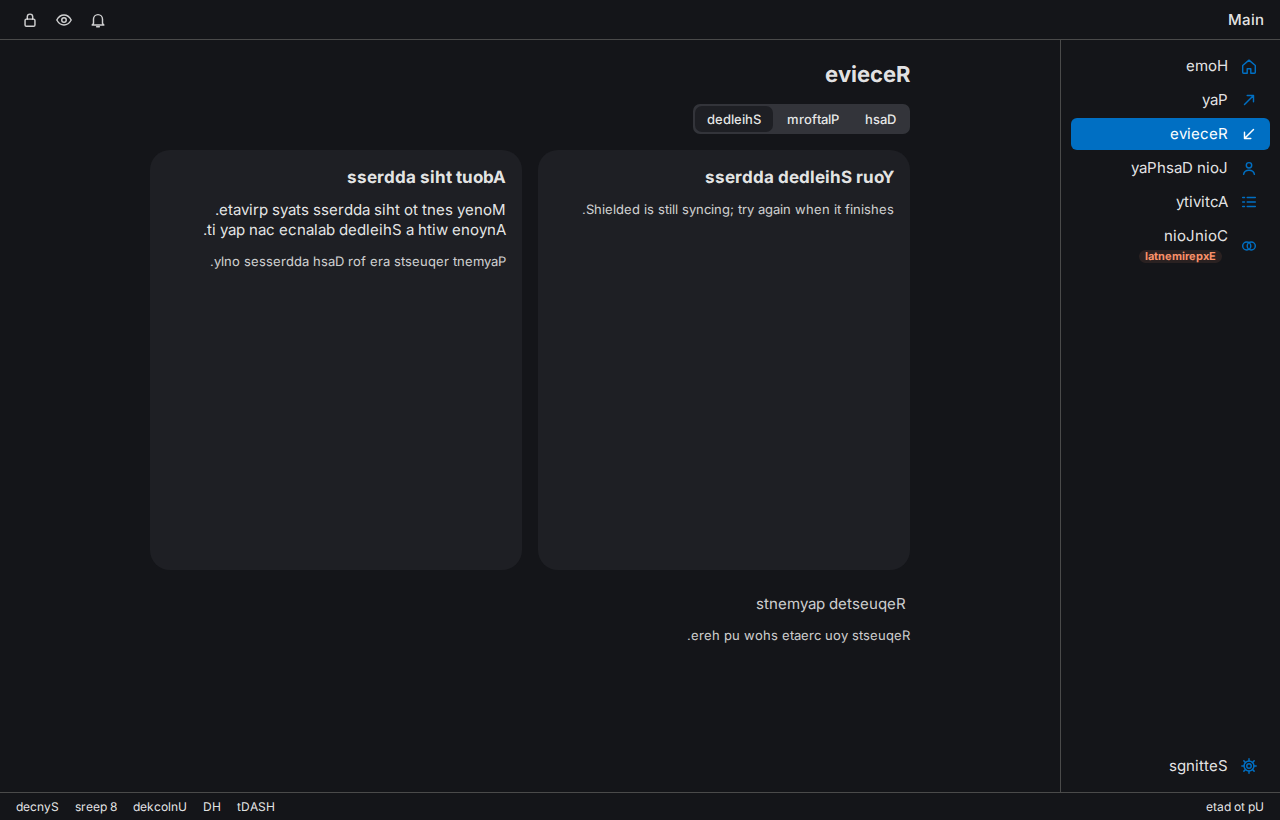 Main
emoH
yaP
evieceR
yaPhsaD nioJ
ytivitcA
nioJnioC
latnemirepxE
sgnitteS
evieceR
hsaD
mroftalP
dedleihS
sserdda dedleihS ruoY
.Shielded is still syncing; try again when it finishes
sserdda siht tuobA
.etavirp syats sserdda siht ot tnes yenoM
.ti yap nac ecnalab dedleihS a htiw enoynA
.ylno sesserdda hsaD rof era stseuqer tnemyaP
stnemyap detseuqeR
.ereh pu wohs etaerc uoy stseuqeR
etad ot pU
tDASH
DH
dekcolnU
sreep 8
decnyS